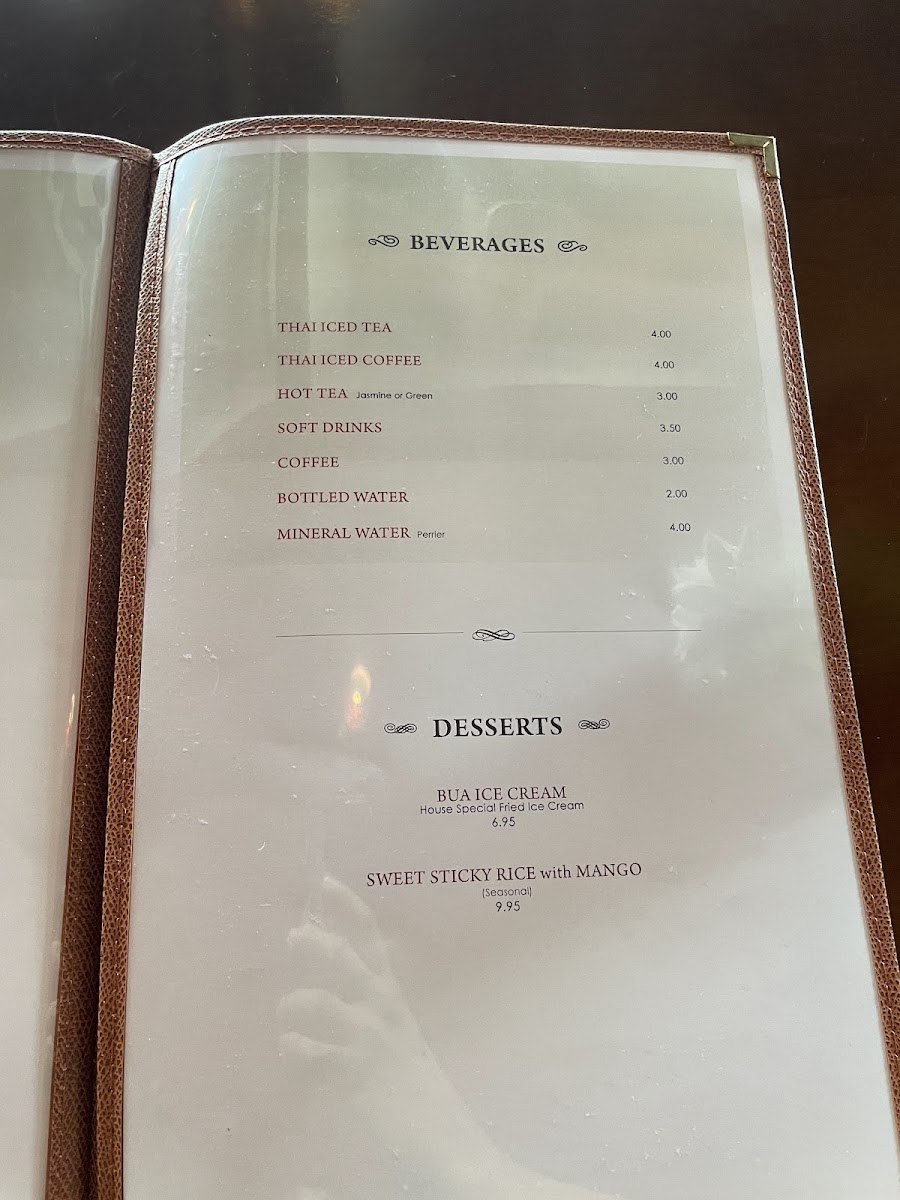 BEVERAGES
THAI ICED TEA 4.00
THAI ICED COFFEE 4.00
HOT TEA Jasmine or Green 3.00
SOFT DRINKS 3.50
COFFEE 3.00
BOTTLED WATER 2.00
MINERAL WATER Perrier 4.00
DESSERTS
BUA ICE CREAM
House Special Fried Ice Cream
6.95
SWEET STICKY RICE with MANGO
(Seasonal)
9.95